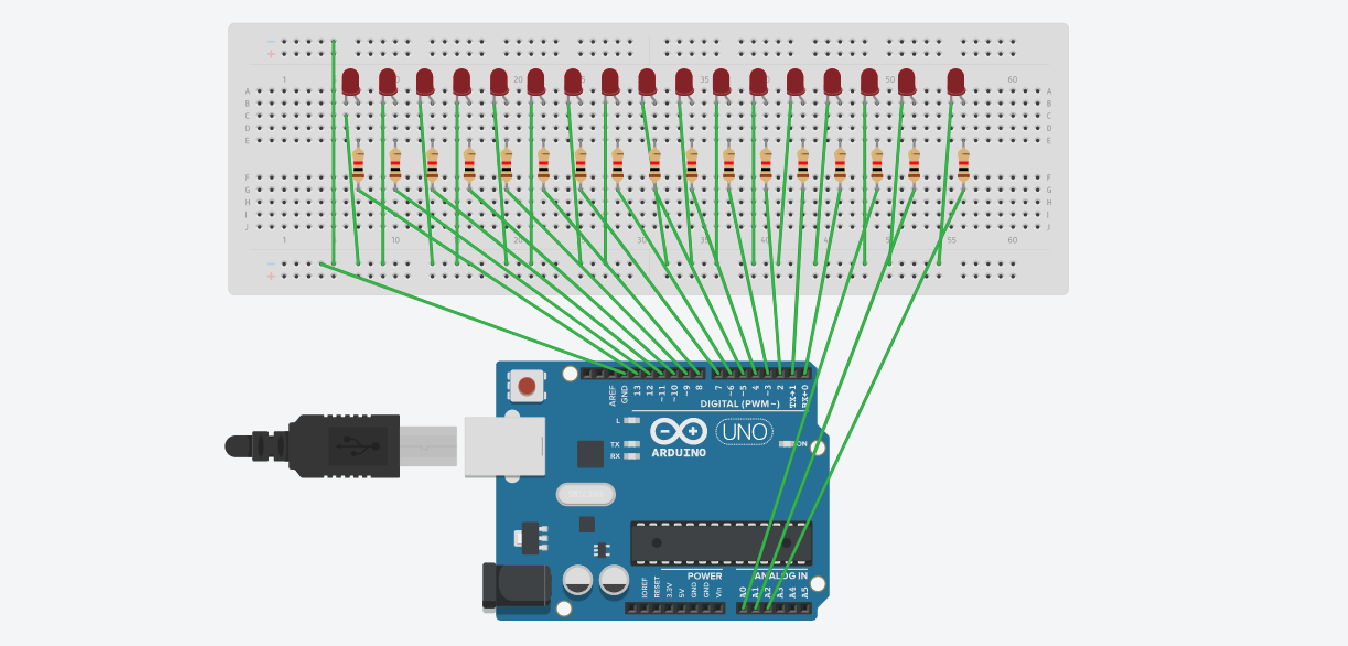 - -
+ +
1 10 20 30 35 40 50 60
A A
B B
C C
D D
E E
F F
G G
H H
I I
J J
1 10 20 30 40 55 60
- -
+ +
AREF GND 13 12 ~11 ~10 ~9 8 7 ~6 ~5 4 ~3 2 TX→1 RX←0
DIGITAL (PWM~)
L
TX
RX
ON
UNO
ARDUINO
POWER
ANALOG IN
IOREF RESET 3.3V 5V GND GND Vin A0 A1 A2 A3 A4 A5